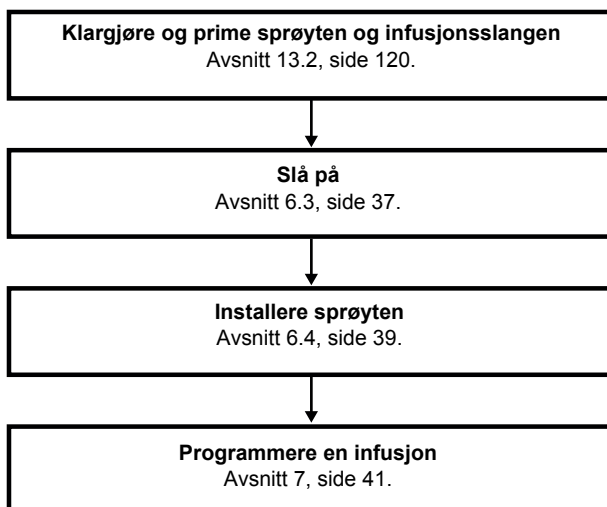 Klargjøre og prime sprøyten og infusjonsslangen
Avsnitt 13.2, side 120.
Slå på
Avsnitt 6.3, side 37.
Installere sprøyten
Avsnitt 6.4, side 39.
Programmere en infusjon
Avsnitt 7, side 41.